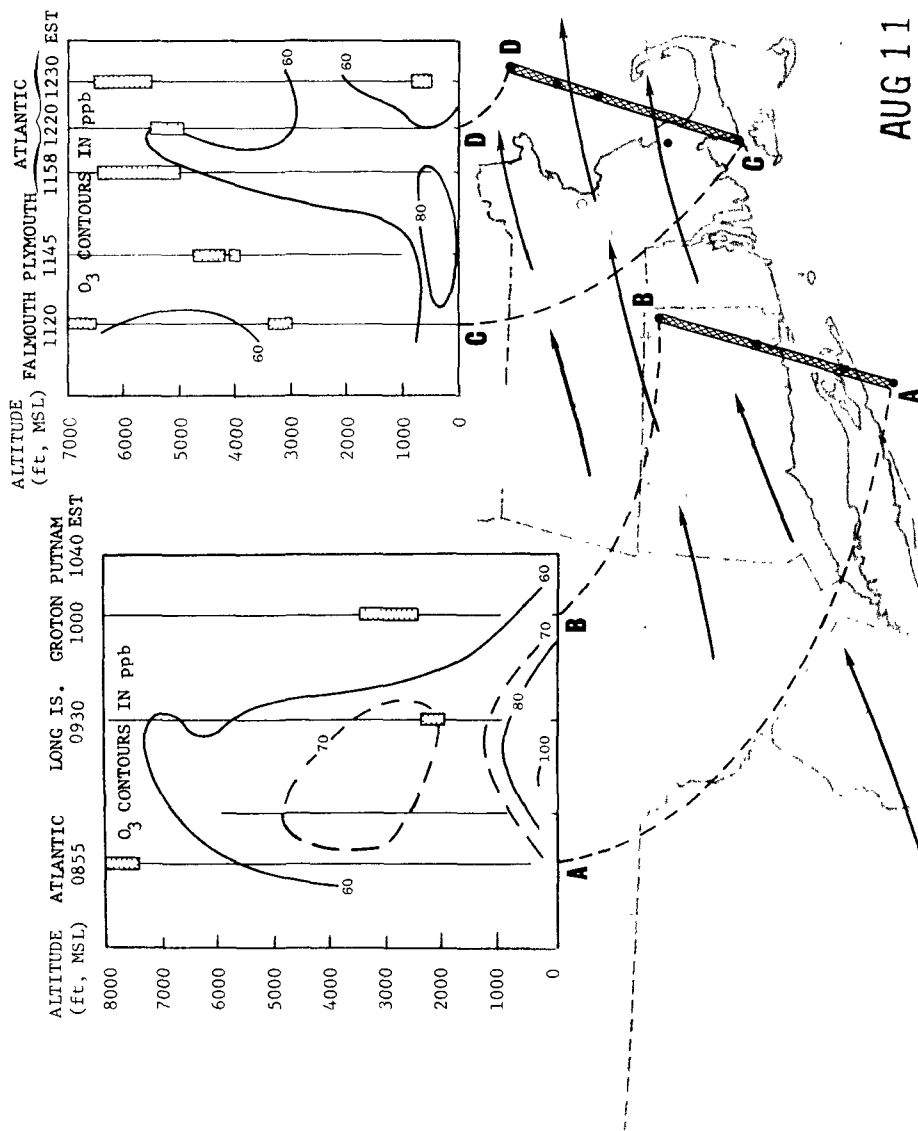 ALTITUDE
(ft, MSL)
FALMOUTH PLYMOUTH ATLANTIC
1120 1145 1158 1220 1230 EST
O3 CONTOURS IN ppb
7000
6000
5000
4000
3000
2000
1000
0
60
60
60
80
C
D
ALTITUDE
(ft, MSL)
ATLANTIC LONG IS. GROTON PUTNAM
0855 0930 1000 1040 EST
O3 CONTOURS IN ppb
8000
7000
6000
5000
4000
3000
2000
1000
0
60
70
60
70
80
100
A
B
A
B
C
D
AUG 11